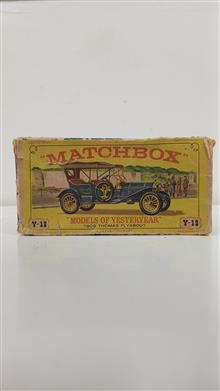 "MATCHBOX"
"MODELS OF YESTERYEAR"
Y-12 1909 THOMAS FLYABOUT Y-12